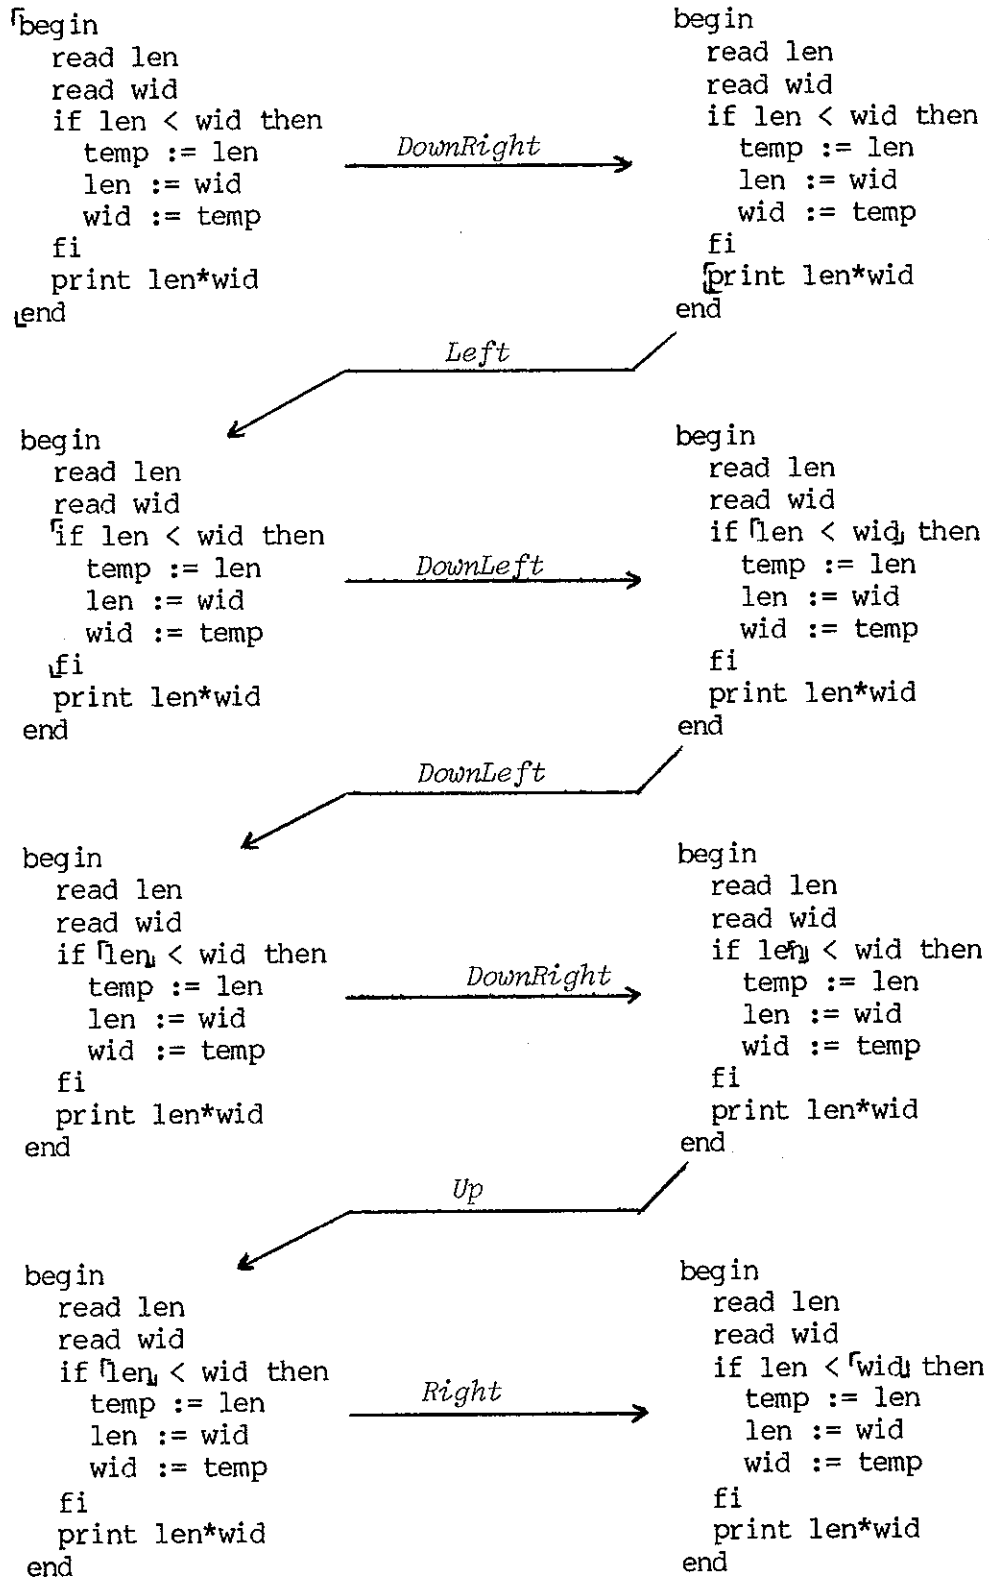 ⌈begin
read len
read wid
if len < wid then
temp := len
len := wid
wid := temp
fi
print len*wid
⌊end
DownRight
begin
read len
read wid
if len < wid then
temp := len
len := wid
wid := temp
fi
print len*wid
end
Left
begin
read len
read wid
⌈if len < wid then
temp := len
len := wid
wid := temp
⌊fi
print len*wid
end
DownLeft
begin
read len
read wid
if ⌈len < wid⌋ then
temp := len
len := wid
wid := temp
fi
print len*wid
end
DownLeft
begin
read len
read wid
if ⌈len⌋ < wid then
temp := len
len := wid
wid := temp
fi
print len*wid
end
DownRight
begin
read len
read wid
if le⌈n⌋ < wid then
temp := len
len := wid
wid := temp
fi
print len*wid
end
Up
begin
read len
read wid
if ⌈len⌋ < wid then
temp := len
len := wid
wid := temp
fi
print len*wid
end
Right
begin
read len
read wid
if len < ⌈wid⌋ then
temp := len
len := wid
wid := temp
fi
print len*wid
end